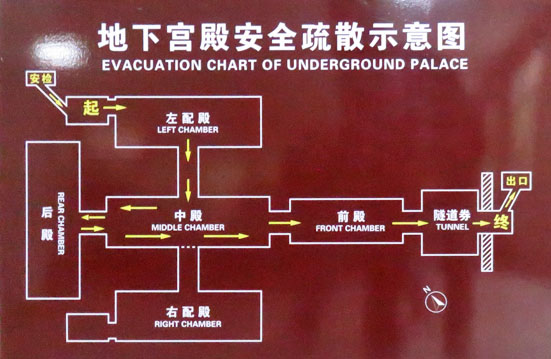 地下宫殿安全疏散示意图
EVACUATION CHART OF UNDERGROUND PALACE
安检
起
左配殿
LEFT CHAMBER
后殿
REAR CHAMBER
中殿
MIDDLE CHAMBER
前殿
FRONT CHAMBER
隧道券
TUNNEL
出口
终
右配殿
RIGHT CHAMBER
N